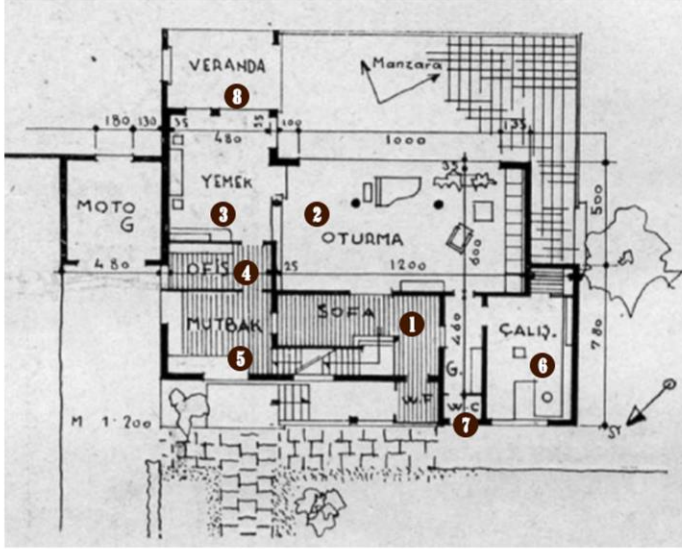 VERANDA
8
Manzara
180
130
35
480
25
100
1000
135
YEMEK
3
2
OTURMA
35
600
500
MOTO
G
480
OFİS
4
25
1200
SOFA
1
MUTBAK
5
460
G.
ÇALIŞ.
6
780
W.F
W.C
7
M 1:200